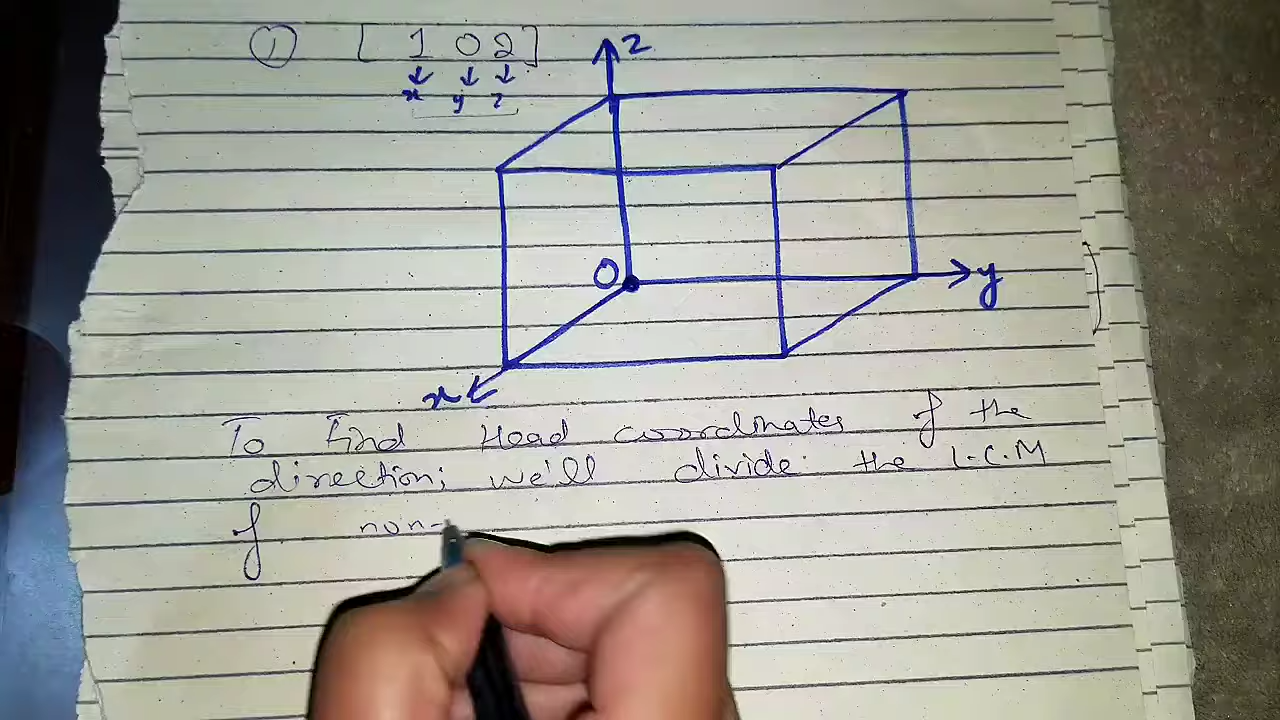 1 [ 1 0 2 ]
x y z
z
O
y
x
To find Head coordinates of the
direction; we'll divide the L.C.M
of non-